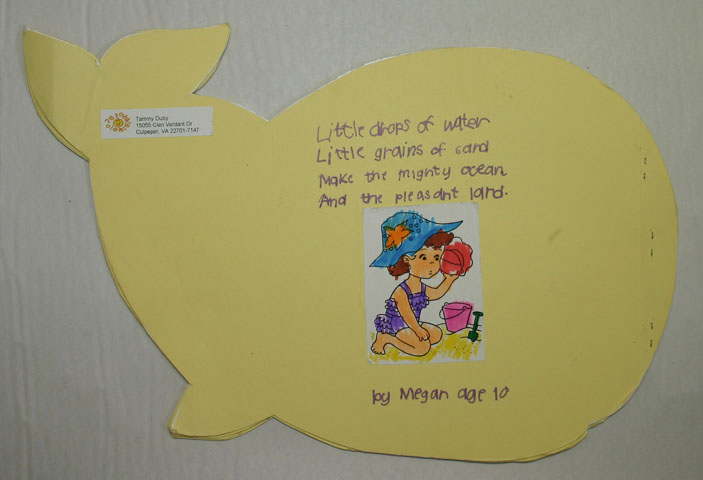 Tammy Duby
15055 Glen Verdant Dr
Culpeper, VA 22701-7147
Little drops of water
Little grains of sand
Make the mighty ocean
And the pleasant land.
by Megan age 10